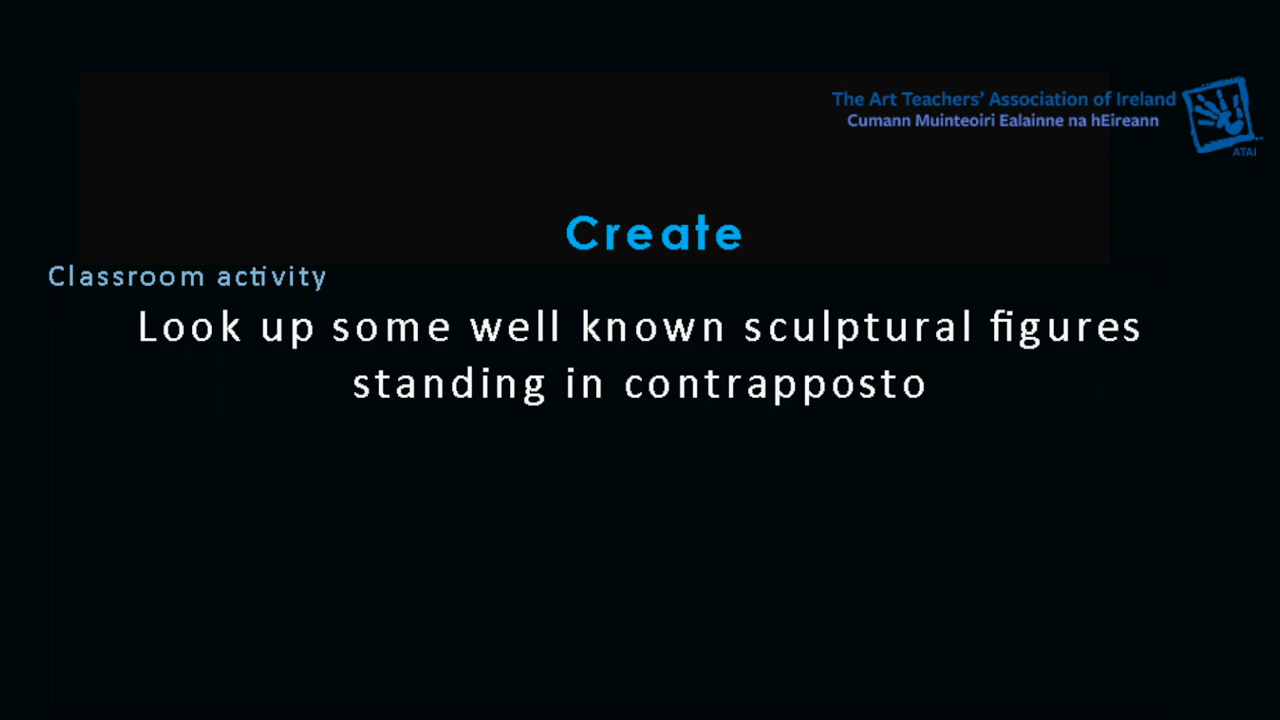 The Art Teachers' Association of Ireland
Cumann Muinteoiri Ealainne na hEireann
ATAI
Create
Classroom activity
Look up some well known sculptural figures
standing in contrapposto